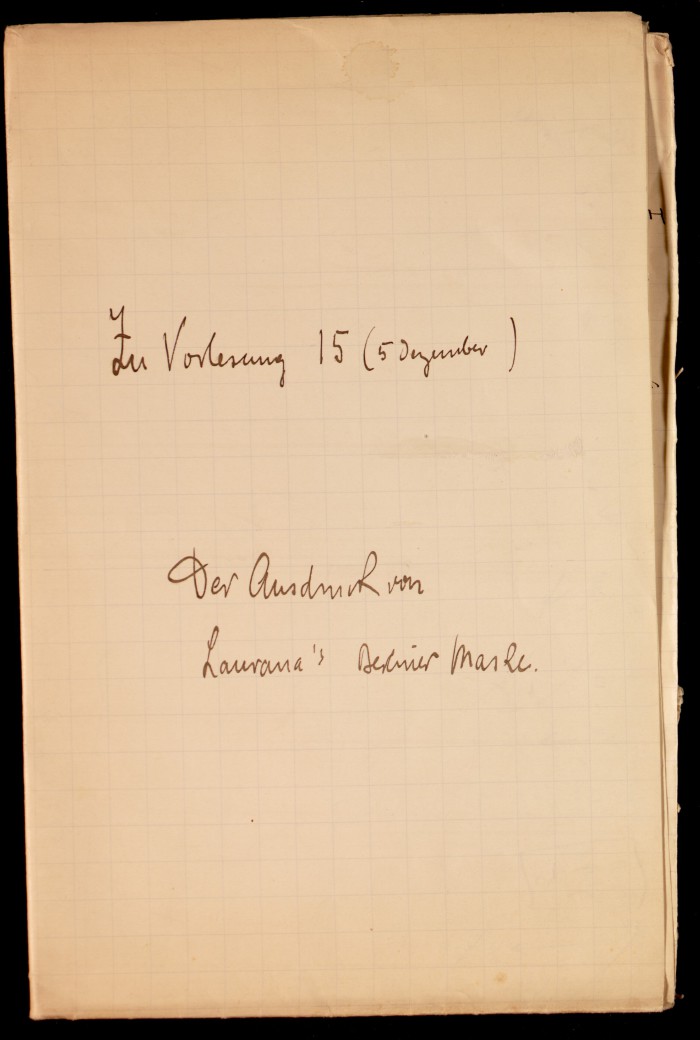 Zu Vorlesung 15 (5 Dezember)
Der Ausdruck von
Laurana's Berliner Maske.
H